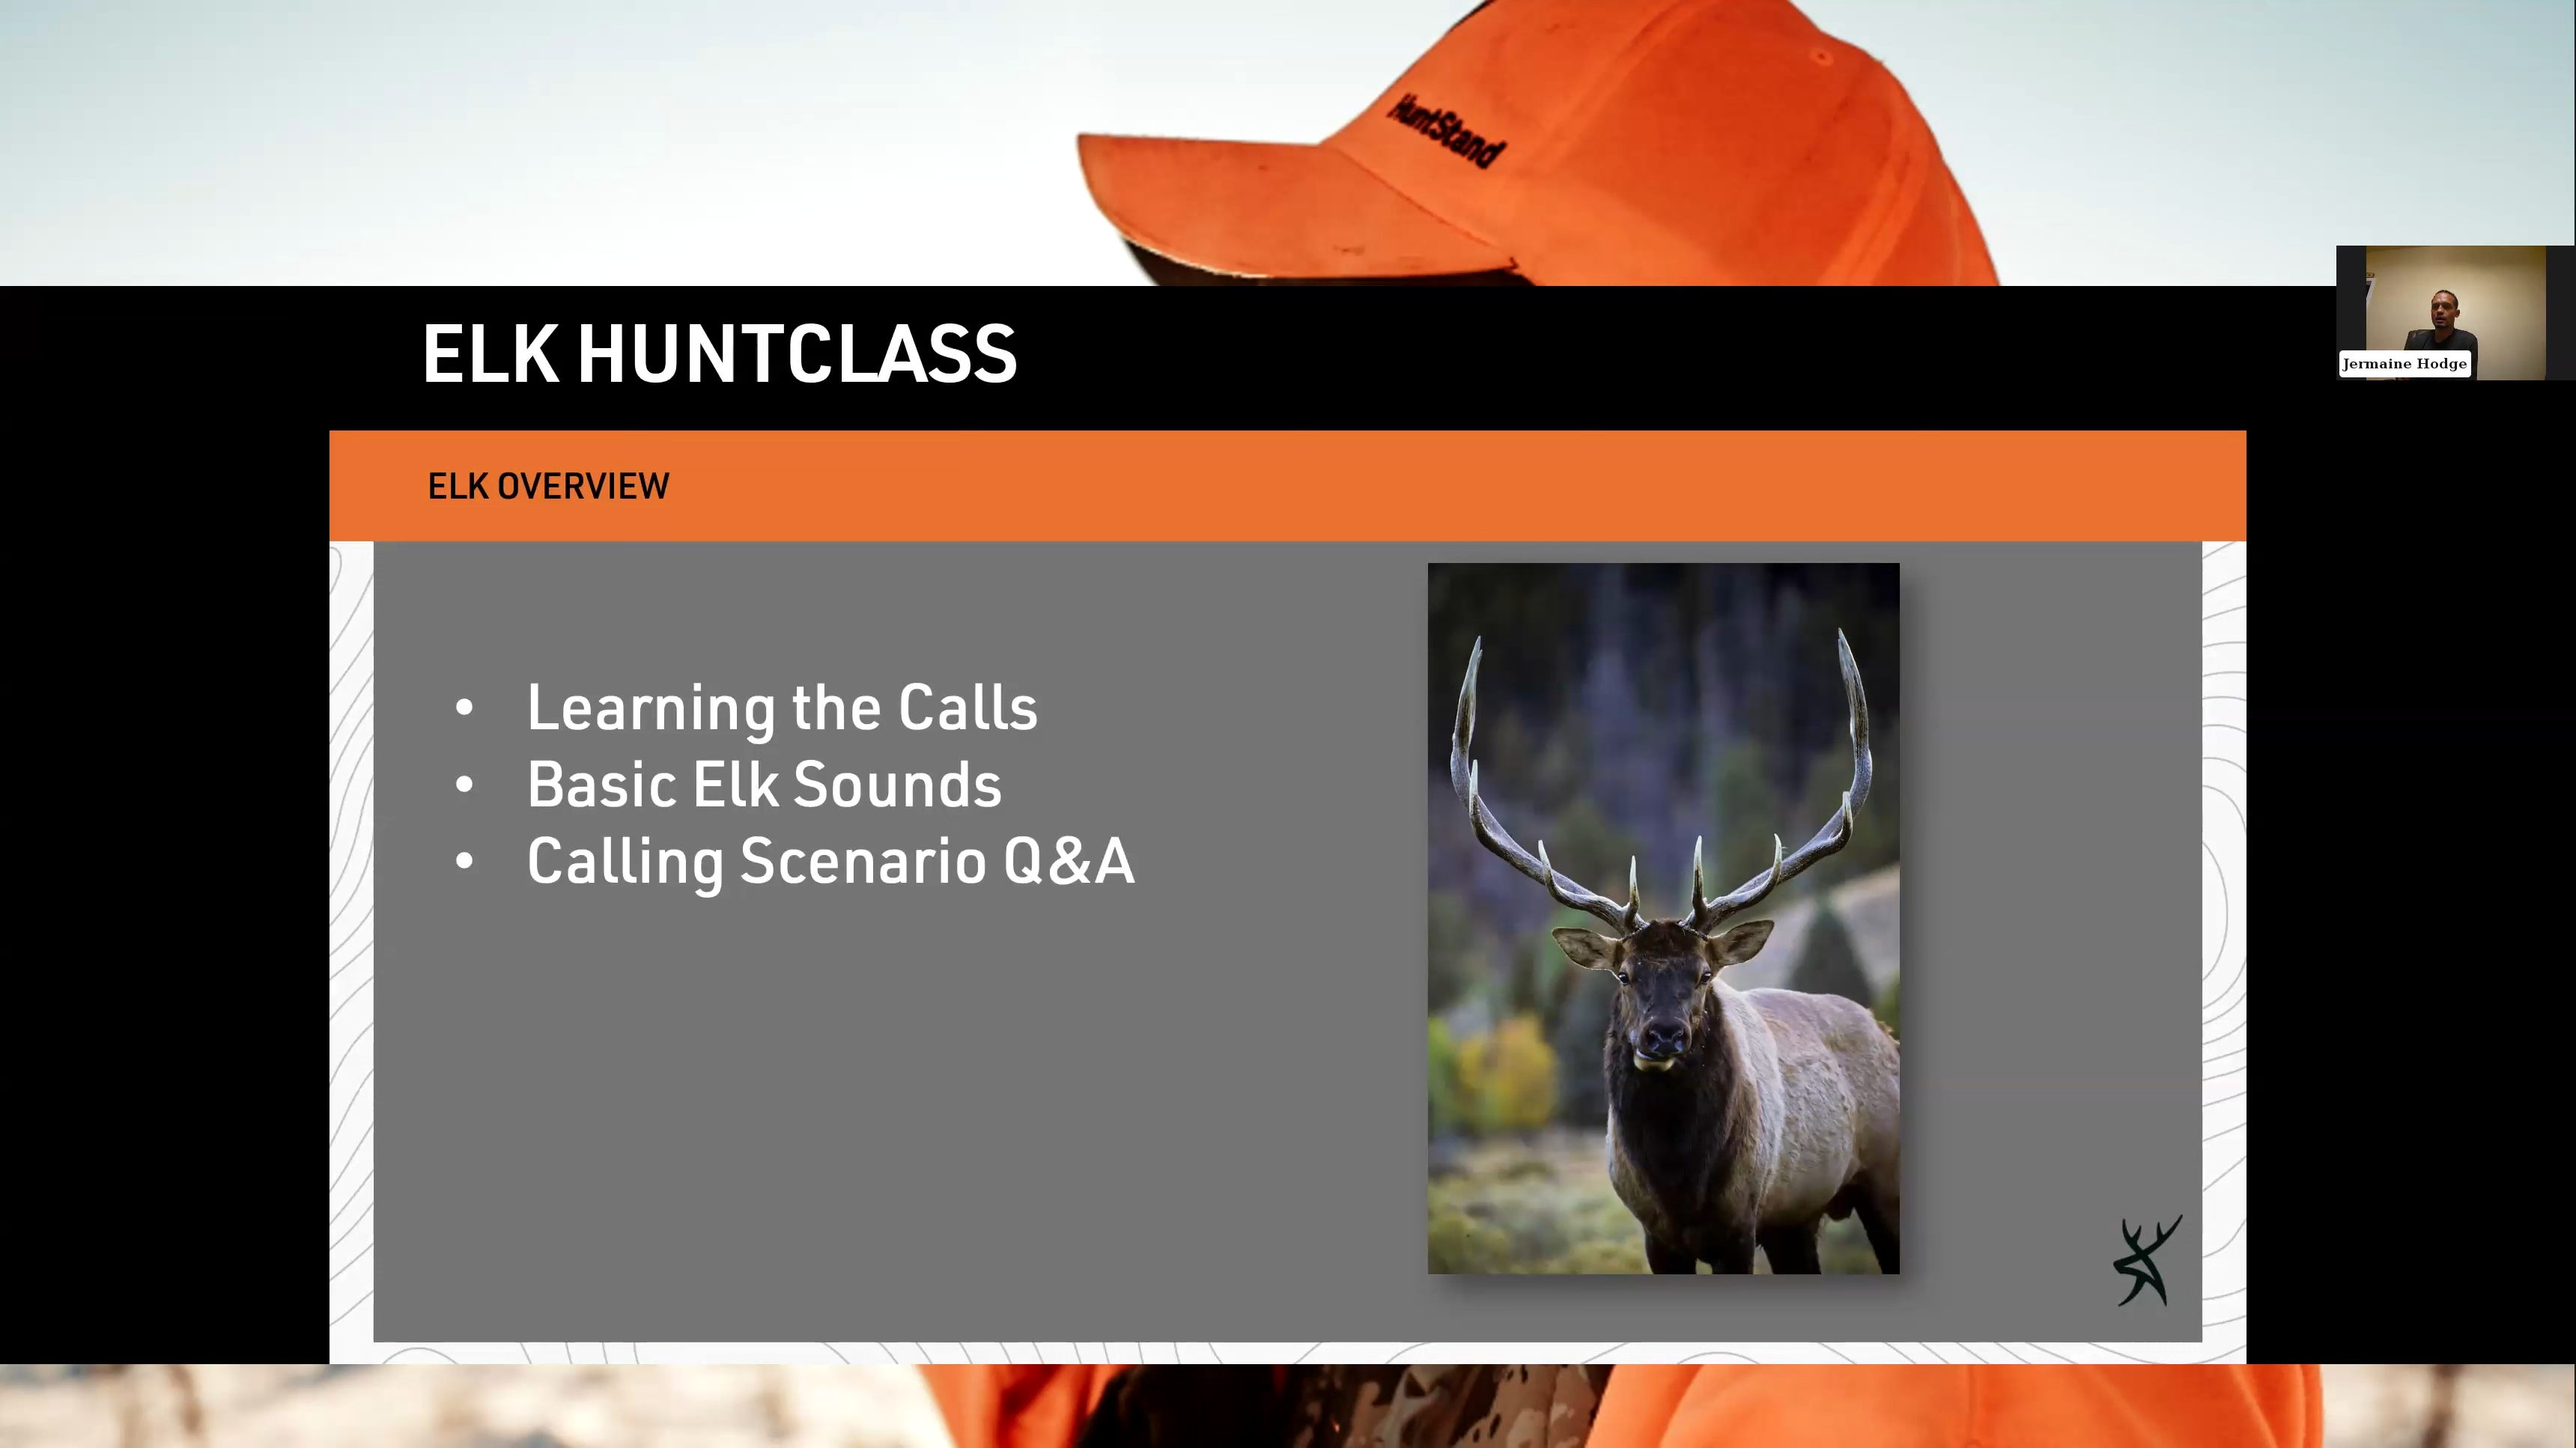 HuntStand
ELK HUNTCLASS
Jermaine Hodge
ELK OVERVIEW
• Learning the Calls
• Basic Elk Sounds
• Calling Scenario Q&A